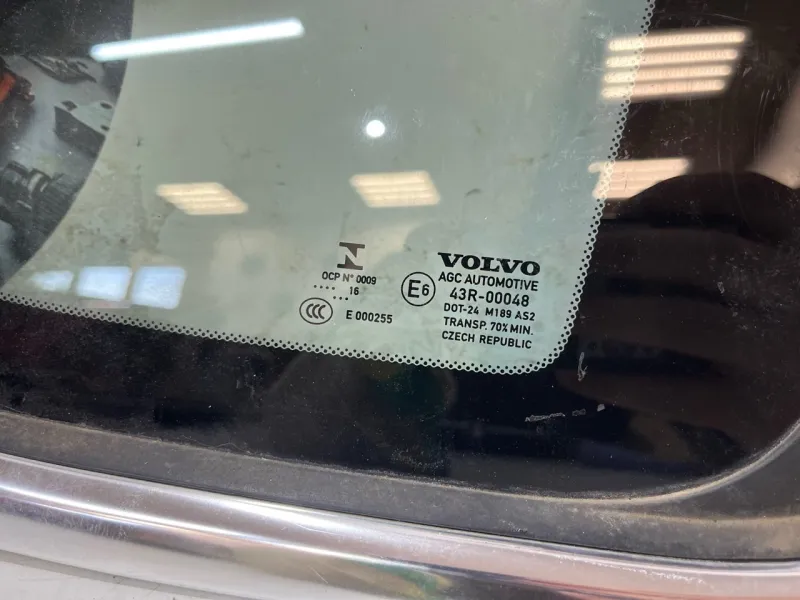 N
OCP N° 0009
16
CCC
E 000255
E6
VOLVO
AGC AUTOMOTIVE
43R-00048
DOT-24 M189 AS2
TRANSP. 70% MIN.
CZECH REPUBLIC